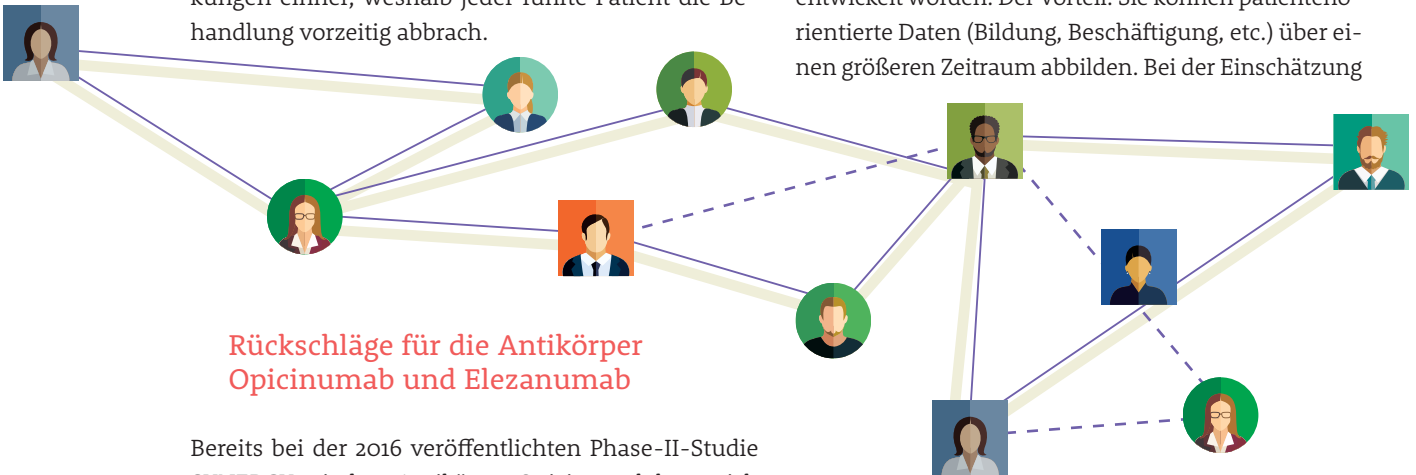 handlung vorzeitig abbrach.
Rückschläge für die Antikörper
Opicinumab und Elezanumab
Bereits bei der 2016 veröffentlichten Phase-II-Studie
rientierte Daten (Bildung, Beschäftigung, etc.) über ei-
nen größeren Zeitraum abbilden. Bei der Einschätzung